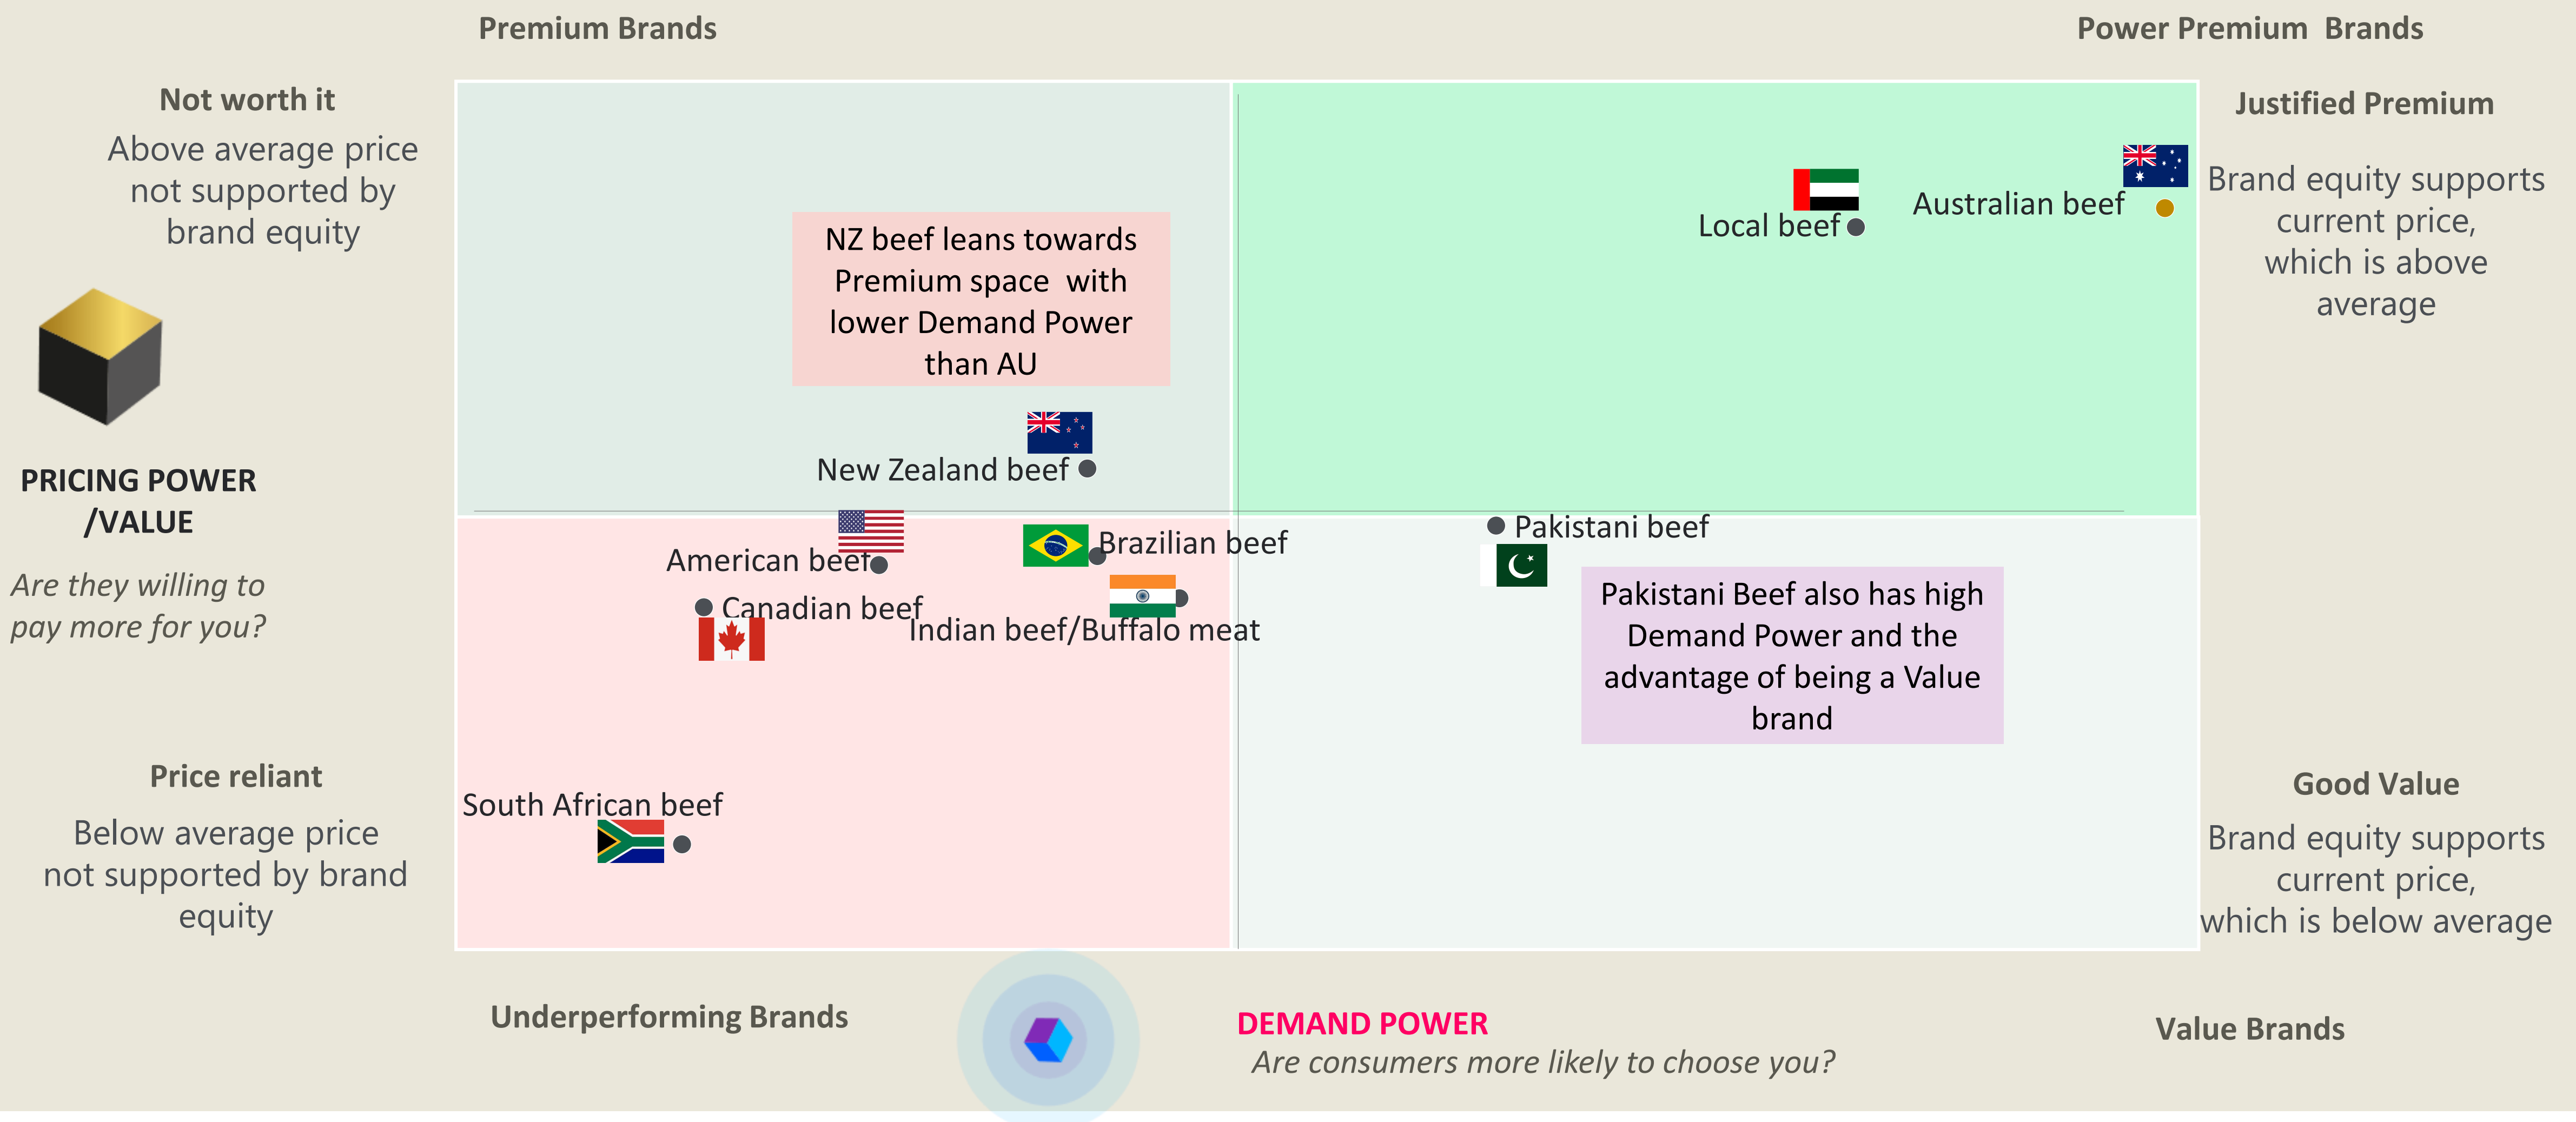 Premium Brands
Power Premium  Brands
Not worth it
Above average price
not supported by
brand equity
Justified Premium
Brand equity supports
current price,
which is above
average
Local beef
Australian beef
NZ beef leans towards
Premium space  with
lower Demand Power
than AU
PRICING POWER
/VALUE
Are they willing to
pay more for you?
New Zealand beef
American beef
Brazilian beef
Pakistani beef
Canadian beef
Indian beef/Buffalo meat
Pakistani Beef also has high
Demand Power and the
advantage of being a Value
brand
Price reliant
Below average price
not supported by brand
equity
South African beef
Good Value
Brand equity supports
current price,
which is below average
Underperforming Brands
DEMAND POWER
Are consumers more likely to choose you?
Value Brands